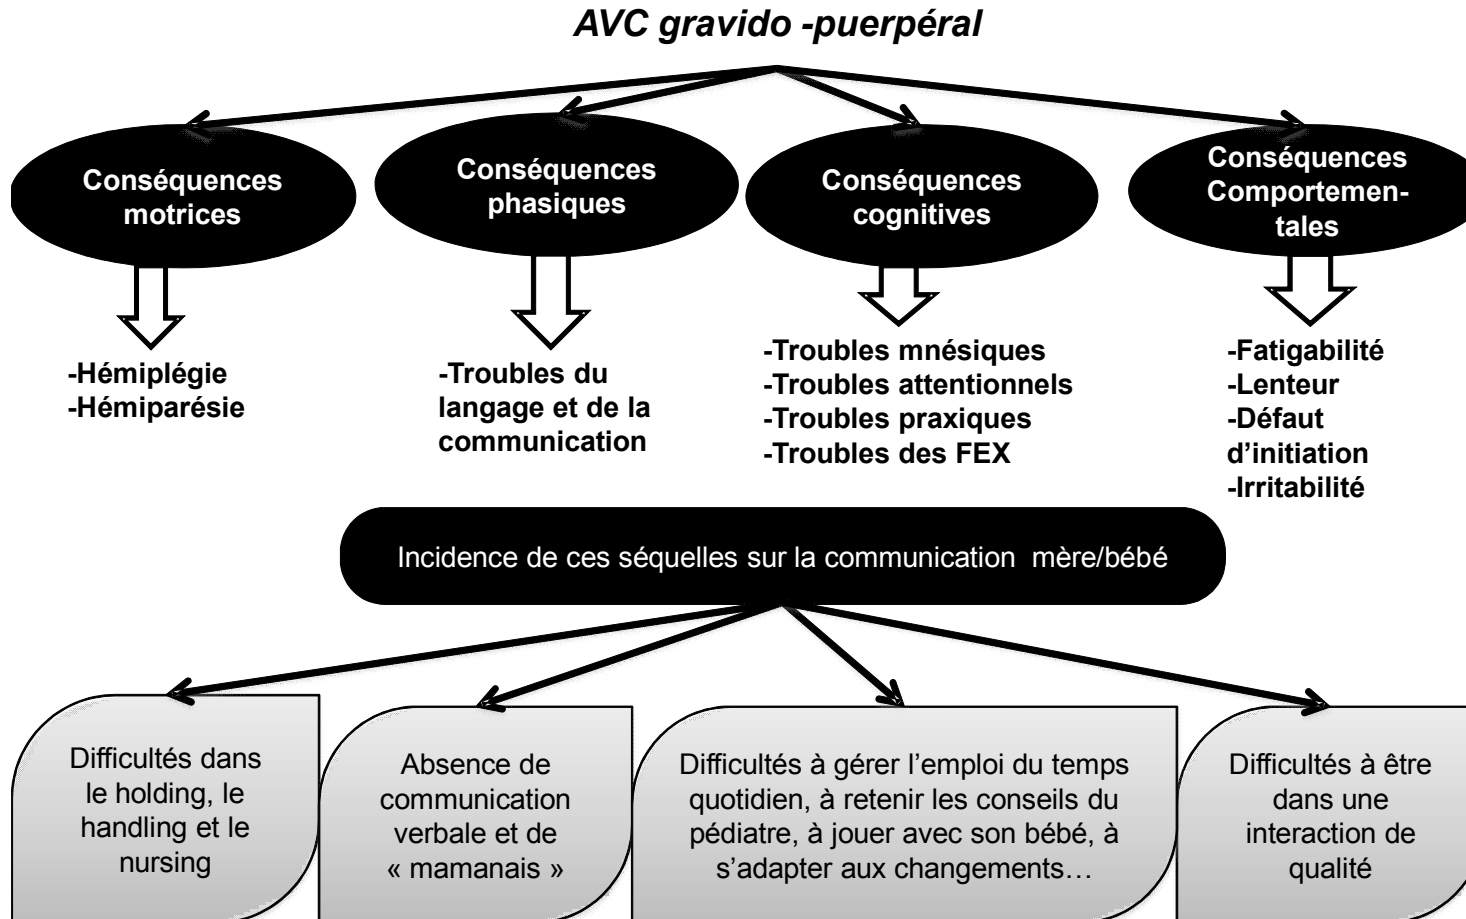 AVC gravido -puerpéral
Conséquences
motrices
Conséquences
phasiques
Conséquences
cognitives
Conséquences
Comportemen-
tales
-Hémiplégie
-Hémiparésie
-Troubles du
langage et de la
communication
-Troubles mnésiques
-Troubles attentionnels
-Troubles praxiques
-Troubles des FEX
-Fatigabilité
-Lenteur
-Défaut
d’initiation
-Irritabilité
Incidence de ces séquelles sur la communication  mère/bébé
Difficultés dans
le holding, le
handling et le
nursing
Absence de
communication
verbale et de
« mamanais »
Difficultés à gérer l’emploi du temps
quotidien, à retenir les conseils du
pédiatre, à jouer avec son bébé, à
s’adapter aux changements…
Difficultés à être
dans une
interaction de
qualité